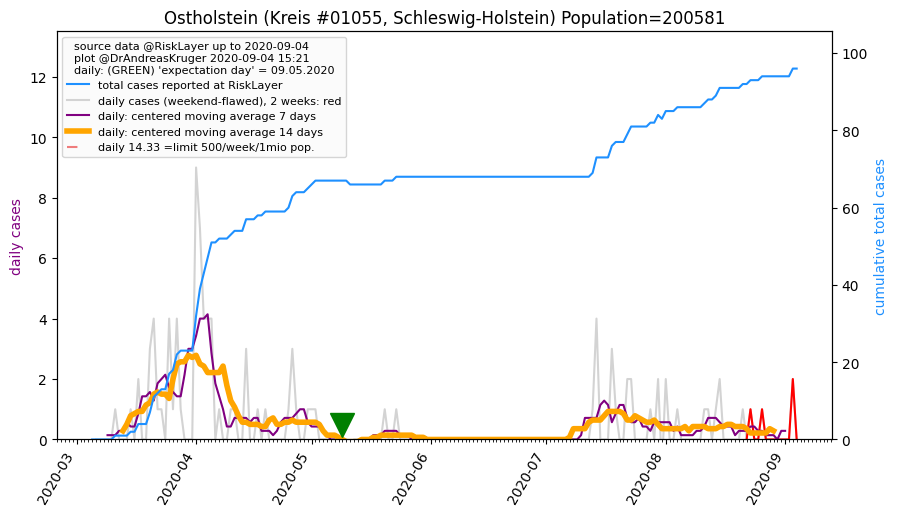 Ostholstein (Kreis #01055, Schleswig-Holstein) Population=200581
source data @RiskLayer up to 2020-09-04
plot @DrAndreasKruger 2020-09-04 15:21
daily: (GREEN) 'expectation day' = 09.05.2020
total cases reported at RiskLayer
daily cases (weekend-flawed), 2 weeks: red
daily: centered moving average 7 days
daily: centered moving average 14 days
daily 14.33 =limit 500/week/1mio pop.
daily cases
12
10
8
6
4
2
0
cumulative total cases
100
80
60
40
20
0
2020-03
2020-04
2020-05
2020-06
2020-07
2020-08
2020-09